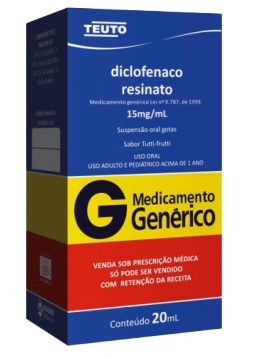 TEUTO
diclofenaco
resinato
Medicamento genérico Lei nº 9.787, de 1999
15mg/mL
Suspensão oral gotas
Sabor Tutti-frutti
USO ORAL
USO ADULTO E PEDIÁTRICO ACIMA DE 1 ANO
G Medicamento
Genérico
VENDA SOB PRESCRIÇÃO MÉDICA
SÓ PODE SER VENDIDO
COM RETENÇÃO DA RECEITA
Conteúdo 20mL